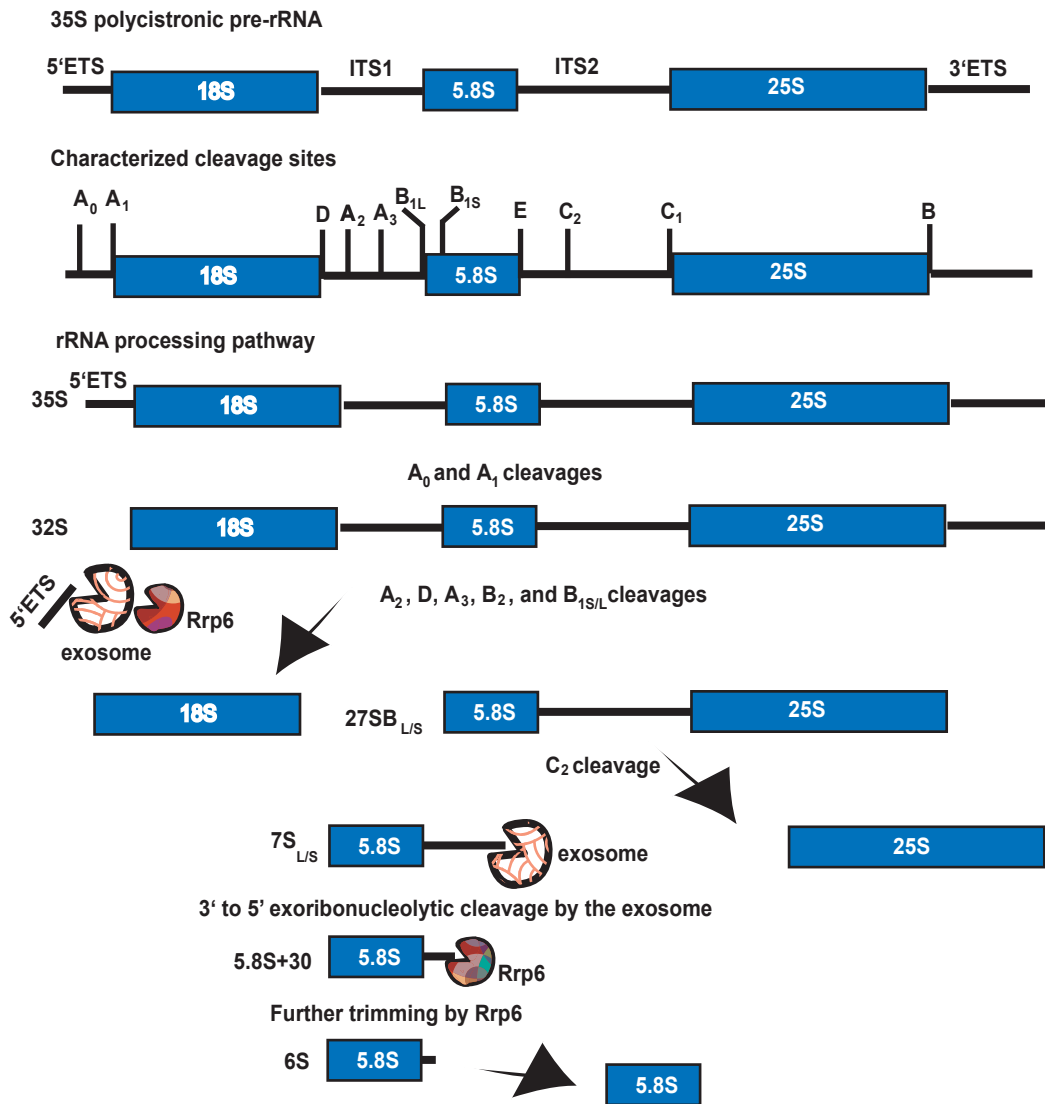 35S polycistronic pre-rRNA
5‘ETS 18S ITS1 5.8S ITS2 25S 3‘ETS
Characterized cleavage sites
A0 A1 D A2 A3 B1L B1S E C2 C1 B
18S 5.8S 25S
rRNA processing pathway
5‘ETS
35S 18S 5.8S 25S
A0 and A1 cleavages
32S 18S 5.8S 25S
5‘ETS
Rrp6
exosome
A2, D, A3, B2, and B1S/L cleavages
18S 27SB L/S 5.8S 25S
C2 cleavage
7S L/S 5.8S exosome 25S
3‘ to 5’ exoribonucleolytic cleavage by the exosome
5.8S+30 5.8S Rrp6
Further trimming by Rrp6
6S 5.8S 5.8S